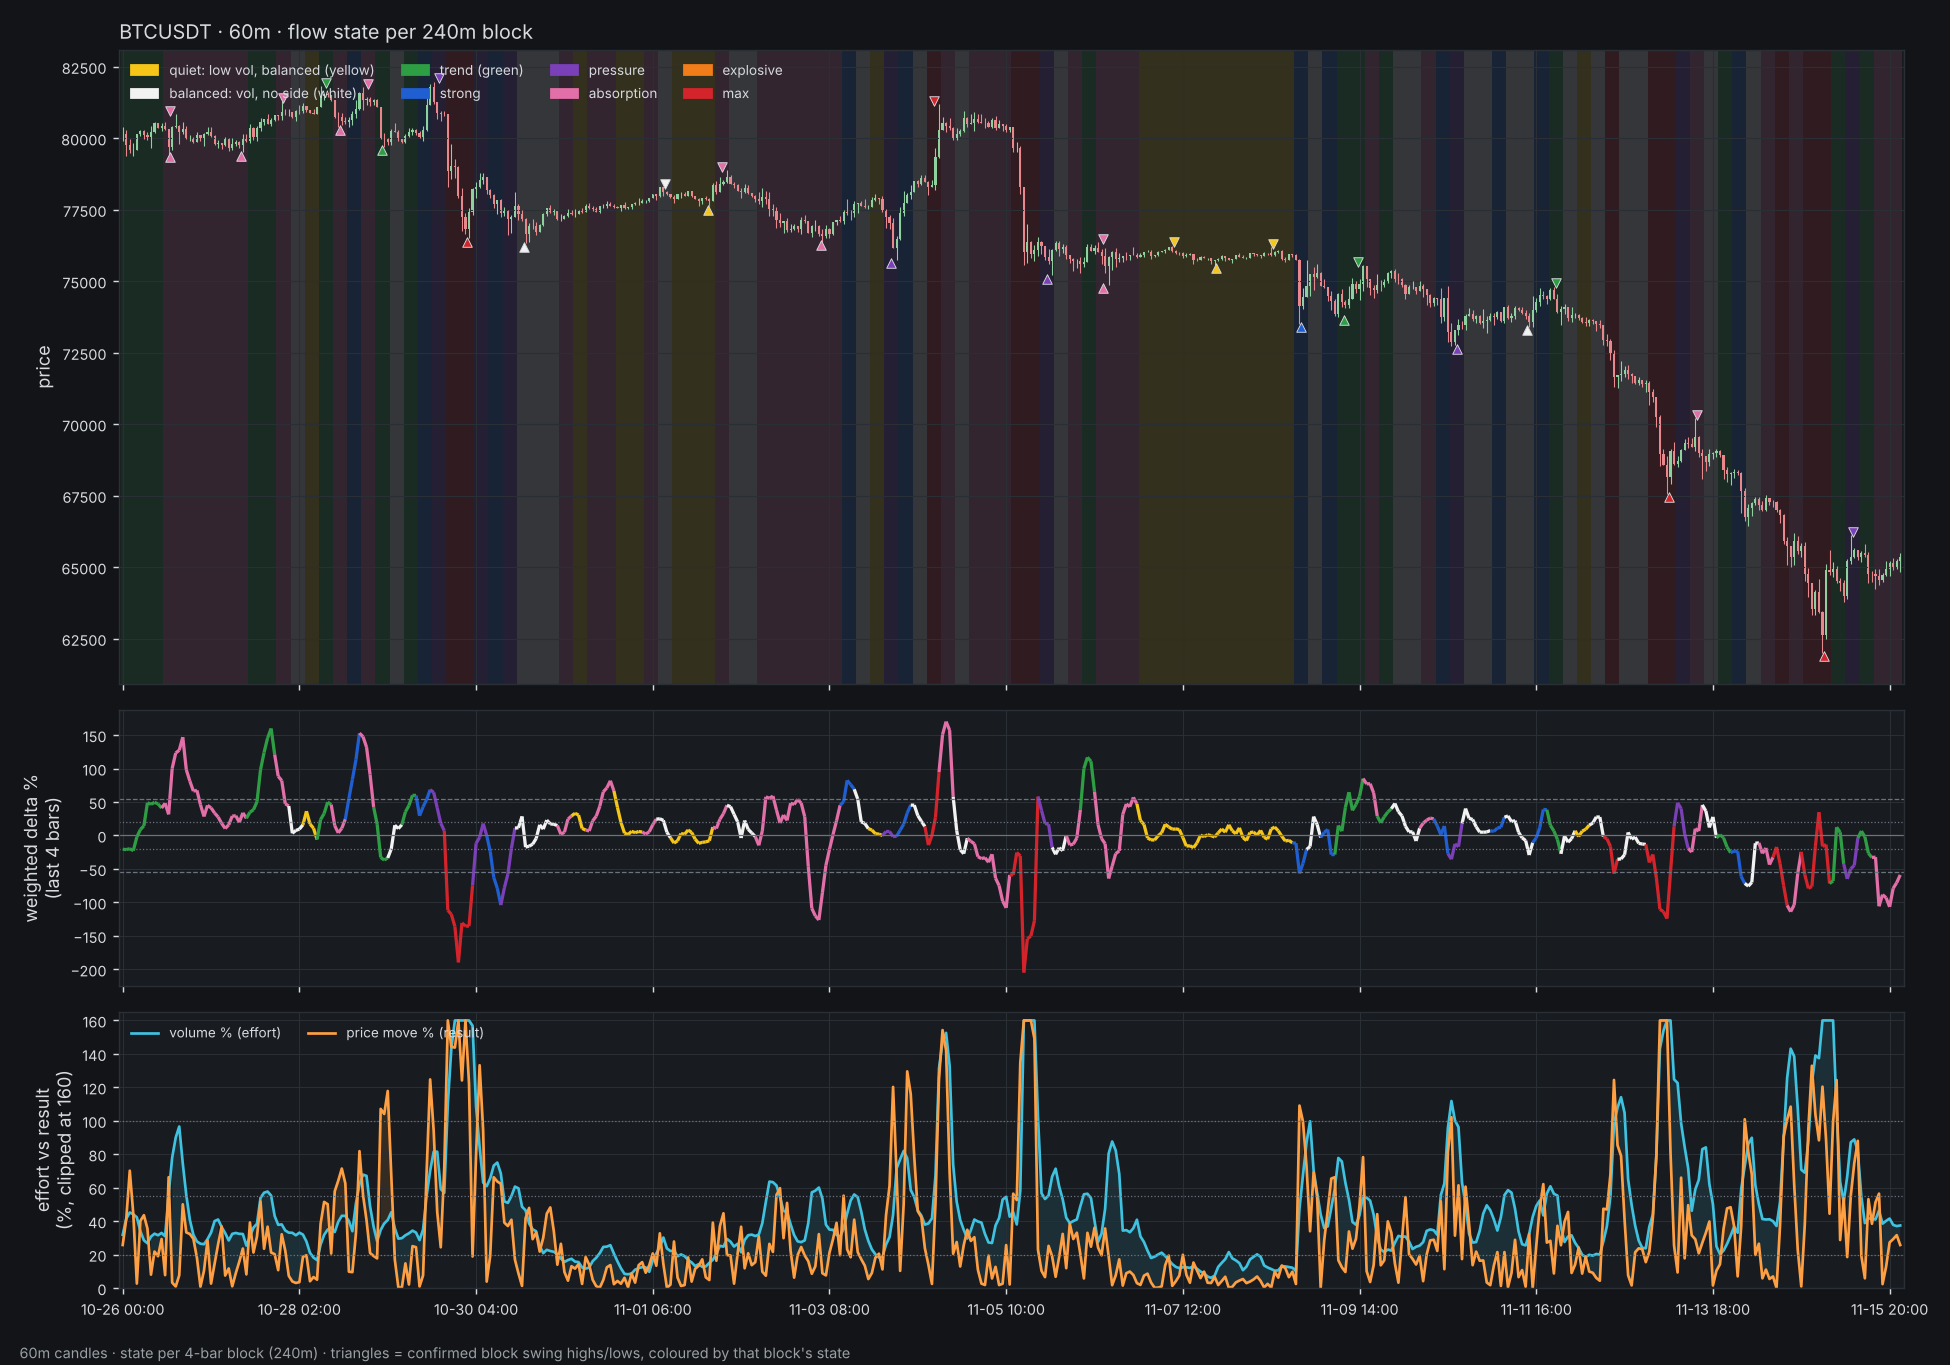 BTCUSDT · 60m · flow state per 240m block
quiet: low vol, balanced (yellow)
balanced: vol, no side (white)
trend (green)
strong
pressure
absorption
explosive
max
price
82500
80000
77500
75000
72500
70000
67500
65000
62500
weighted delta %
(last 4 bars)
150
100
50
0
−50
−100
−150
−200
effort vs result
(%, clipped at 160)
volume % (effort)
price move % (result)
160
140
120
100
80
60
40
20
0
10-26 00:00
10-28 02:00
10-30 04:00
11-01 06:00
11-03 08:00
11-05 10:00
11-07 12:00
11-09 14:00
11-11 16:00
11-13 18:00
11-15 20:00
60m candles · state per 4-bar block (240m) · triangles = confirmed block swing highs/lows, coloured by that block's state